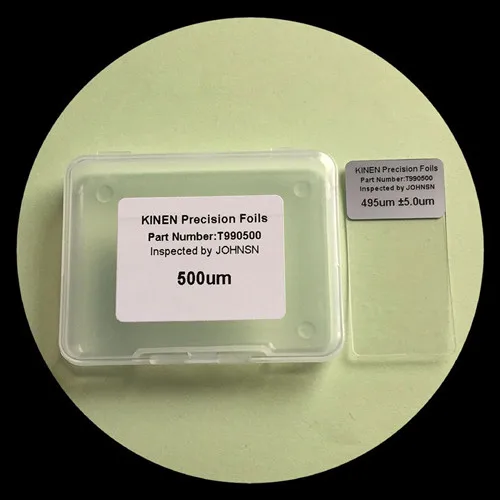 KINEN Precision Foils
Part Number:T990500
Inspected by JOHNSN
500um
KINEN Precision Foils
Part Number:T990500
Inspected by JOHNSN
495um ±5.0um